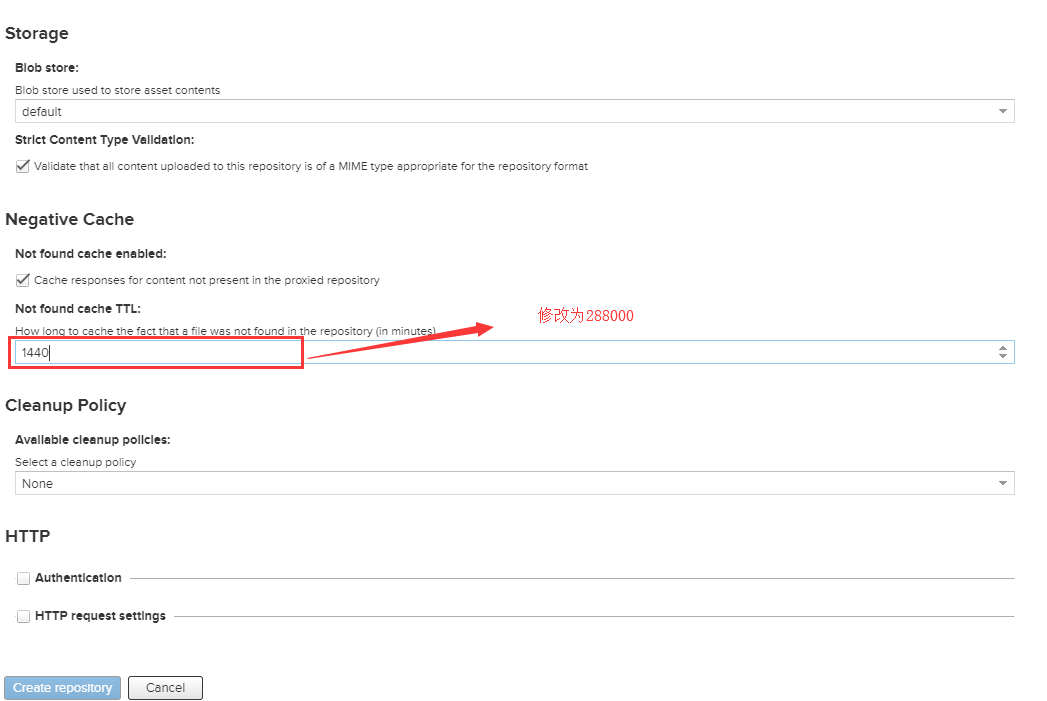 Storage
Blob store:
Blob store used to store asset contents
default
Strict Content Type Validation:
Validate that all content uploaded to this repository is of a MIME type appropriate for the repository format
Negative Cache
Not found cache enabled:
Cache responses for content not present in the proxied repository
Not found cache TTL:
How long to cache the fact that a file was not found in the repository (in minutes)
修改为288000
1440
Cleanup Policy
Available cleanup policies:
Select a cleanup policy
None
HTTP
Authentication
HTTP request settings
Create repository
Cancel